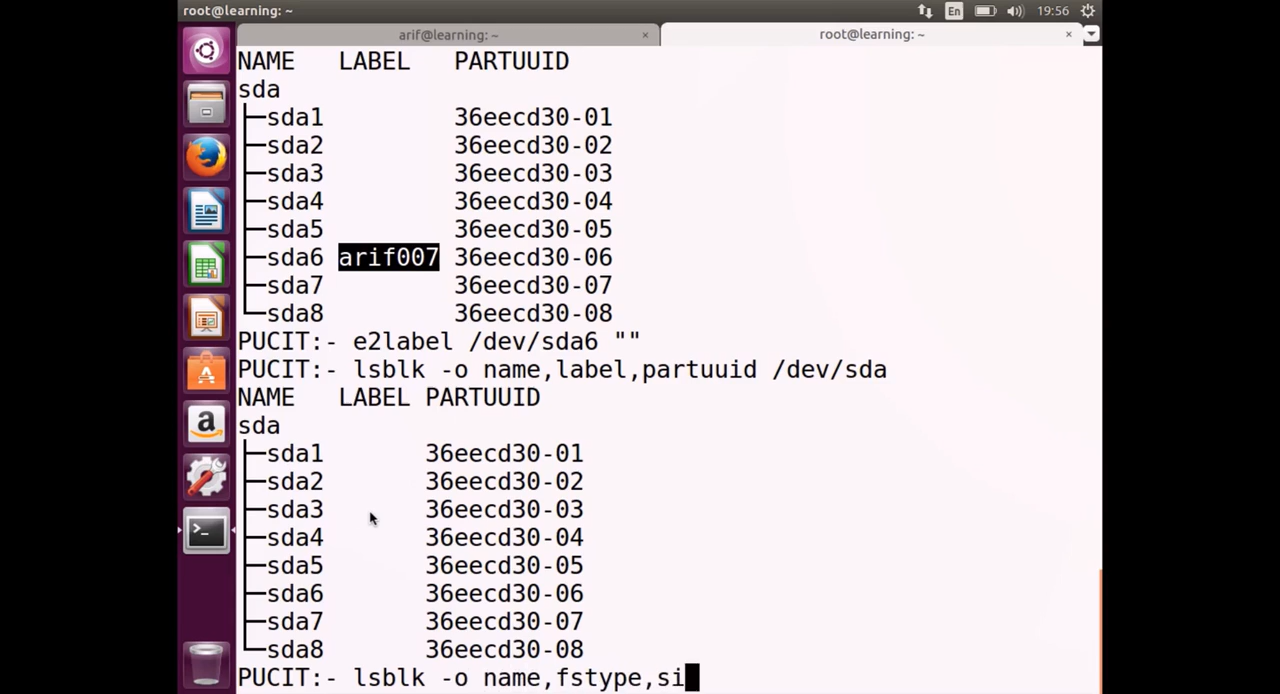 root@learning: ~
En
19:56
arif@learning: ~ ×
root@learning: ~ ×
NAME LABEL PARTUUID
sda
├─sda1 36eecd30-01
├─sda2 36eecd30-02
├─sda3 36eecd30-03
├─sda4 36eecd30-04
├─sda5 36eecd30-05
├─sda6 arif007 36eecd30-06
├─sda7 36eecd30-07
└─sda8 36eecd30-08
PUCIT:- e2label /dev/sda6 ""
PUCIT:- lsblk -o name,label,partuuid /dev/sda
NAME LABEL PARTUUID
sda
├─sda1 36eecd30-01
├─sda2 36eecd30-02
├─sda3 36eecd30-03
├─sda4 36eecd30-04
├─sda5 36eecd30-05
├─sda6 36eecd30-06
├─sda7 36eecd30-07
└─sda8 36eecd30-08
PUCIT:- lsblk -o name,fstype,si